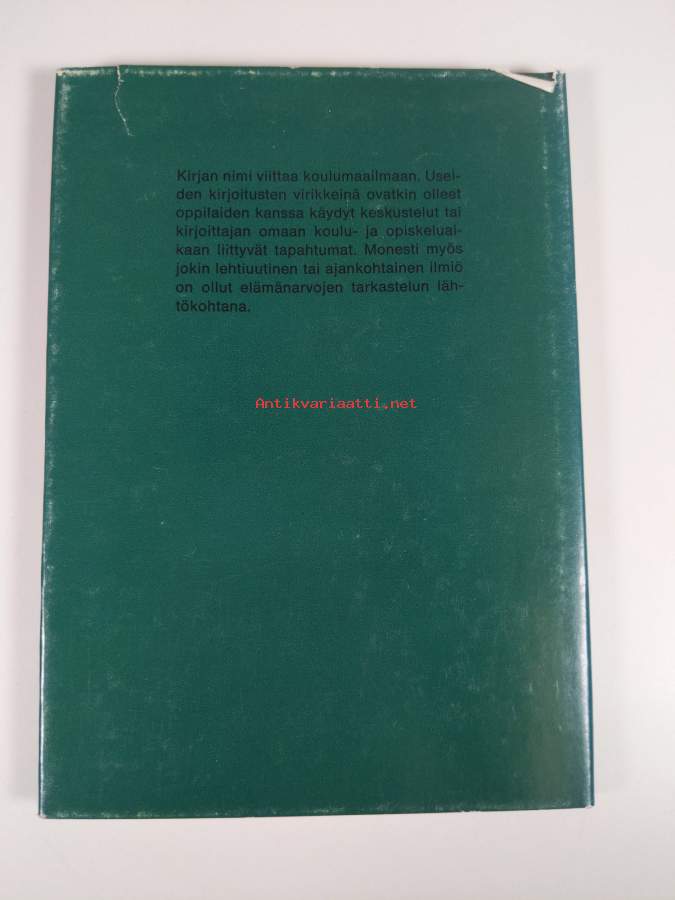 Kirjan nimi viittaa koulumaailmaan. Usei-
den kirjoitusten virikkeinä ovatkin olleet
oppilaiden kanssa käydyt keskustelut tai
kirjoittajan omaan koulu- ja opiskeluai-
kaan liittyvät tapahtumat. Monesti myös
jokin lehtiuutinen tai ajankohtainen ilmiö
on ollut elämänarvojen tarkastelun läh-
tökohtana.
Antikvariaatti.net